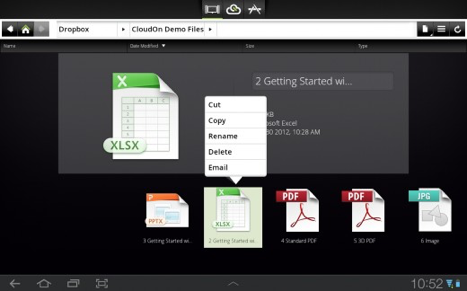 Dropbox
CloudOn Demo Files
Name
Date Modified
Size
Type
X
A B C
XLSX
2 Getting Started wi...
KB
osoft Excel
30 2012, 10:28 AM
Cut
Copy
Rename
Delete
Email
PPTX
XLSX
PDF
PDF
JPG
3 Getting Started wi...
2 Getting Started wi...
4 Standard PDF
5 3D PDF
6 Image
10:52